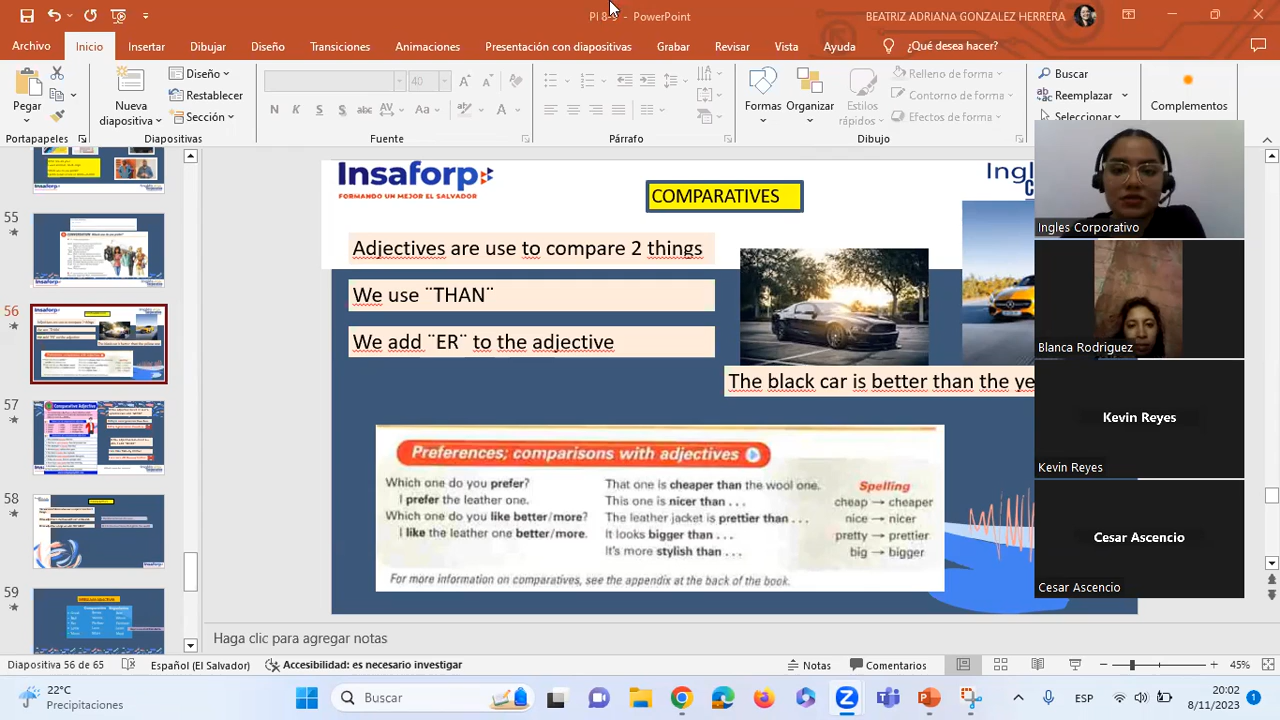 PI 8- - PowerPoint
BEATRIZ ADRIANA GONZALEZ HERRERA
Archivo Inicio Insertar Dibujar Diseño Transiciones Animaciones Presentación con diapositivas Grabar Revisar Vista Ayuda ¿Qué desea hacer?
Pegar
Portapapeles
Nueva diapositiva
Diseño
Restablecer
Sección
Diapositivas
40
N K S S abc AV Aa A
Fuente
Párrafo
Formas
Organizar
Estilos rápidos
Relleno de forma
Contorno de forma
Efectos de forma
Dibujo
Buscar
Reemplazar
Seleccionar
Complementos
55
56
57
58
59
Insaforp
FORMANDO UN MEJOR EL SALVADOR
COMPARATIVES
Ingl
Adjectives are use to compare 2 things
We use ¨THAN¨
We add ¨ER¨ to the adjective
The black car is better than the ye
Preferences; comparisons with adjectives
Which one do you prefer?
I prefer the leather one.
Which one do you like better/more?
I like the leather one better/more.
That one is cheaper than the wool one.
This one is nicer than . . .
The leather jacket is prettier than . . .
It looks bigger than . . .
It's more stylish than . . .
Spelling
cheap → cheaper
nice → nicer
pretty → prettier
big → bigger
For more information on comparatives, see the appendix at the back of the book.
Ingles Corporativo
Blanca Rodriguez
Kevin Reyes
Kevin Reyes
Cesar Ascencio
Cesar Ascencio
Haga clic para agregar notas
Diapositiva 56 de 65 Español (El Salvador) Accesibilidad: es necesario investigar Notas Comentarios 45%
22°C
Precipitaciones
Buscar
ESP
20:02
8/11/2023
1